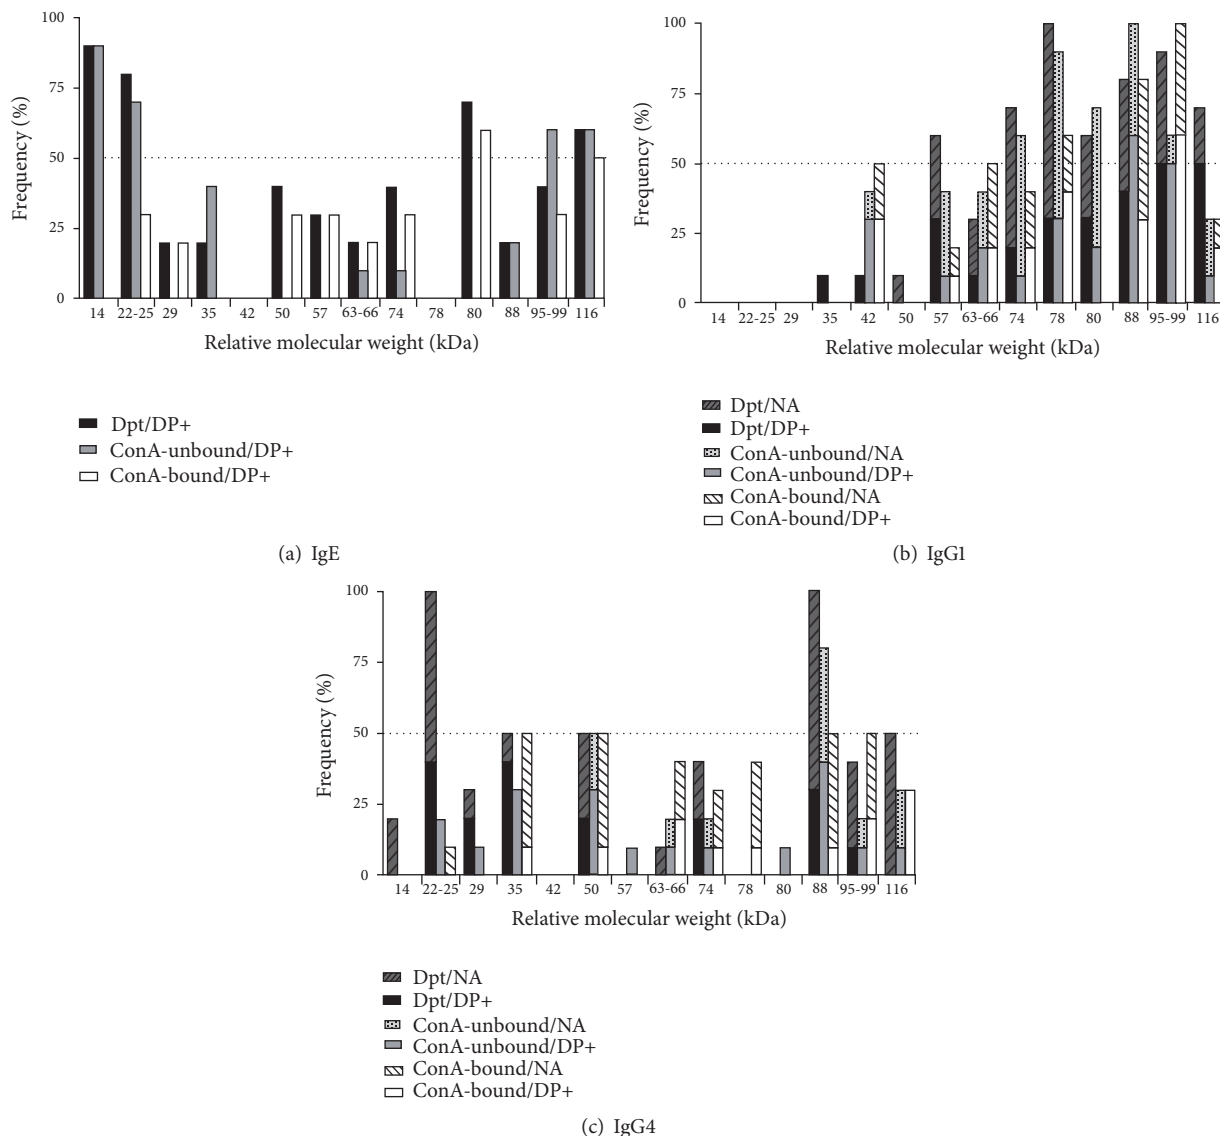 100
75
50
25
0
Frequency (%)
14 22-25 29 35 42 50 57 63-66 74 78 80 88 95-99 116
Relative molecular weight (kDa)
Dpt/DP+
ConA-unbound/DP+
ConA-bound/DP+
(a) IgE
100
75
50
25
0
Frequency (%)
14 22-25 29 35 42 50 57 63-66 74 78 80 88 95-99 116
Relative molecular weight (kDa)
Dpt/NA
Dpt/DP+
ConA-unbound/NA
ConA-unbound/DP+
ConA-bound/NA
ConA-bound/DP+
(b) IgG1
100
75
50
25
0
Frequency (%)
14 22-25 29 35 42 50 57 63-66 74 78 80 88 95-99 116
Relative molecular weight (kDa)
Dpt/NA
Dpt/DP+
ConA-unbound/NA
ConA-unbound/DP+
ConA-bound/NA
ConA-bound/DP+
(c) IgG4